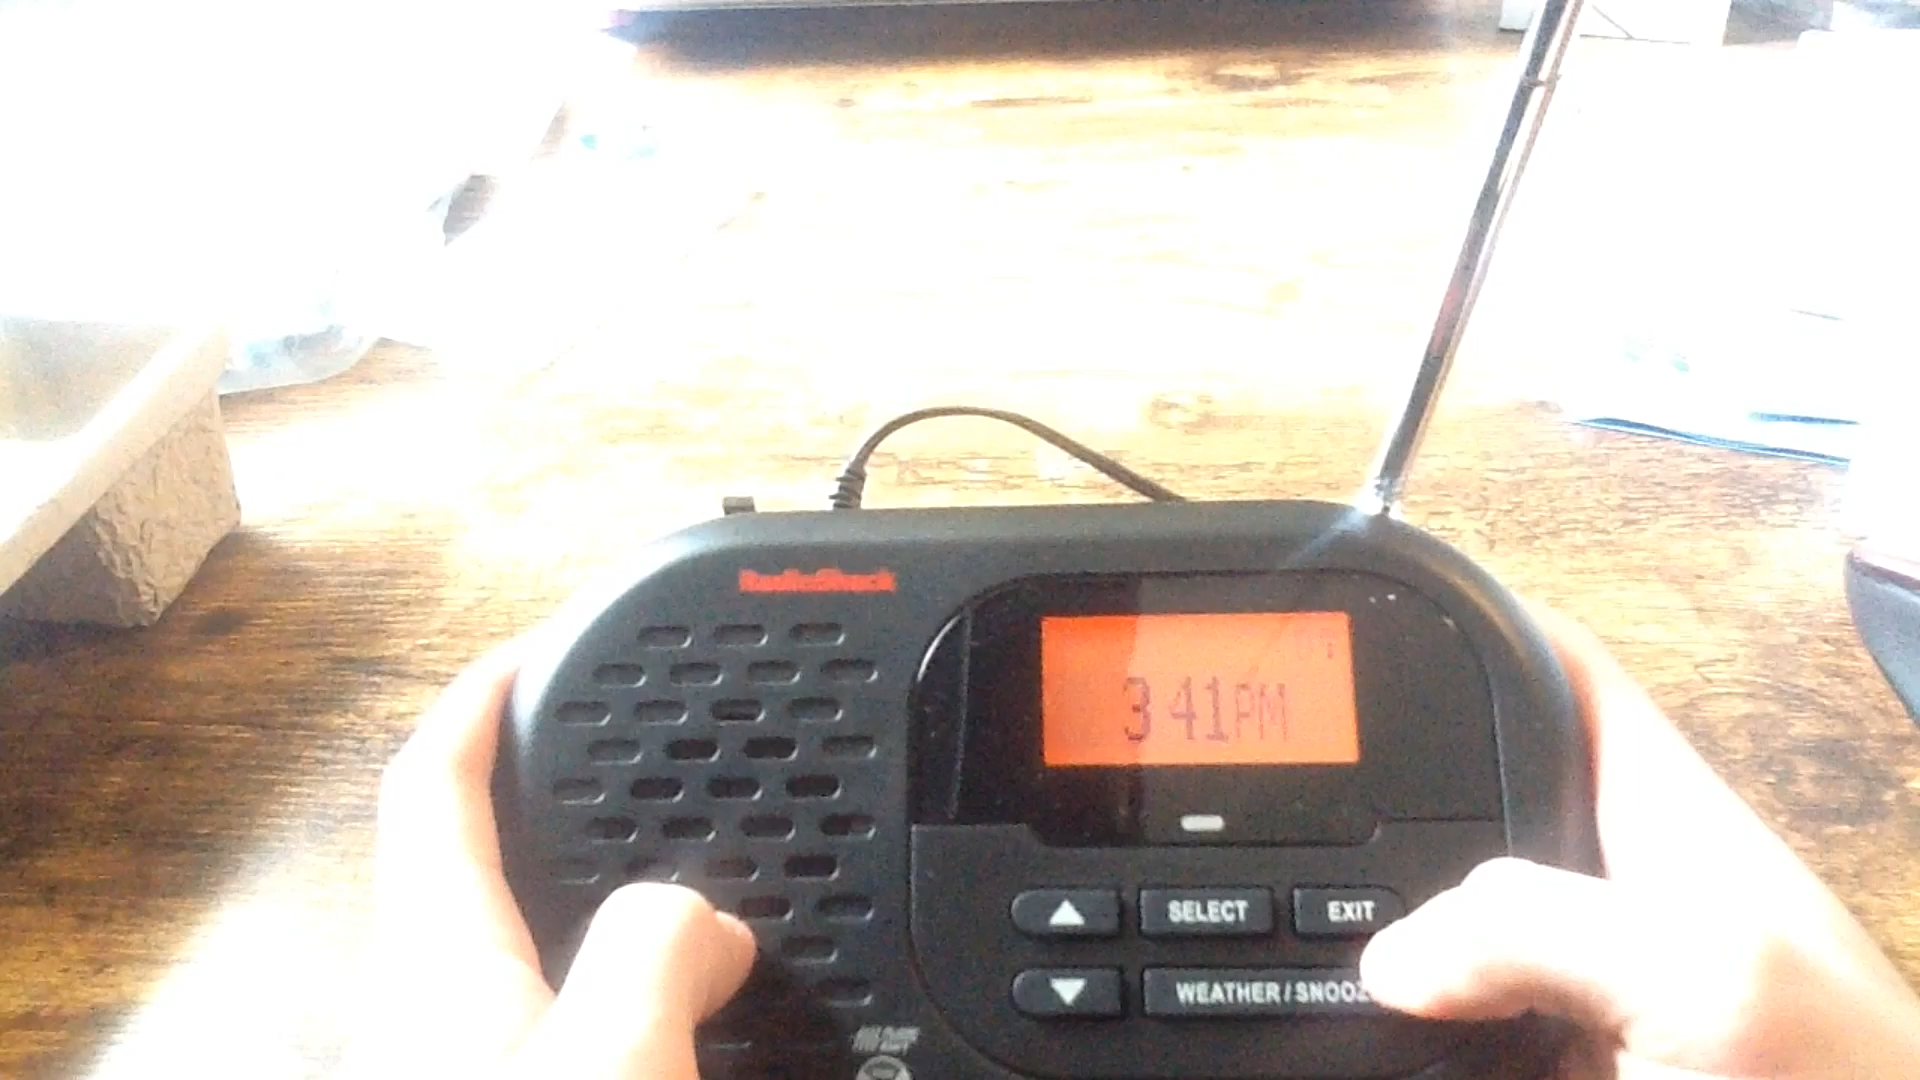 RadioShack
3 41PM
SELECT
EXIT
WEATHER / SNOOZ